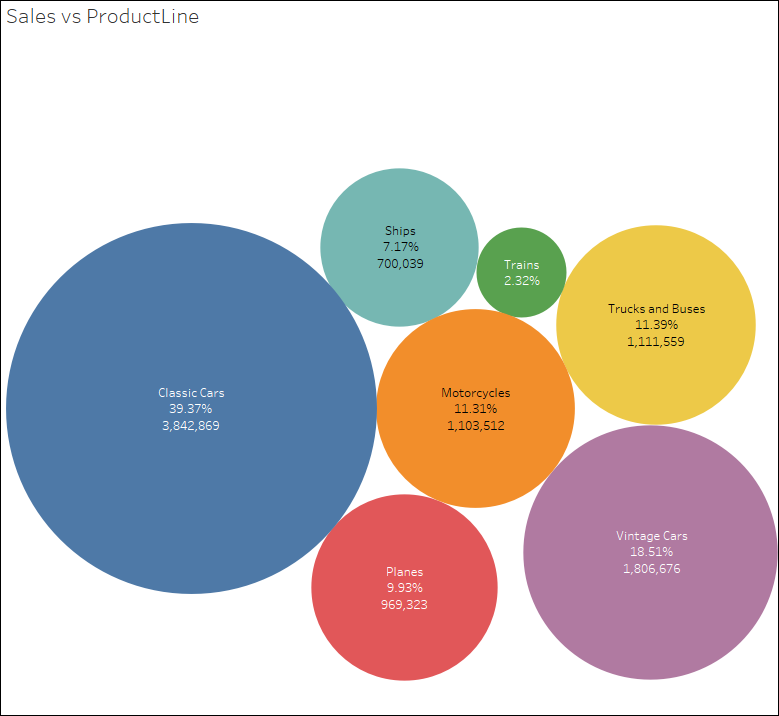 Sales vs ProductLine
Ships
7.17%
700,039
Trains
2.32%
Trucks and Buses
11.39%
1,111,559
Classic Cars
39.37%
3,842,869
Motorcycles
11.31%
1,103,512
Vintage Cars
18.51%
1,806,676
Planes
9.93%
969,323